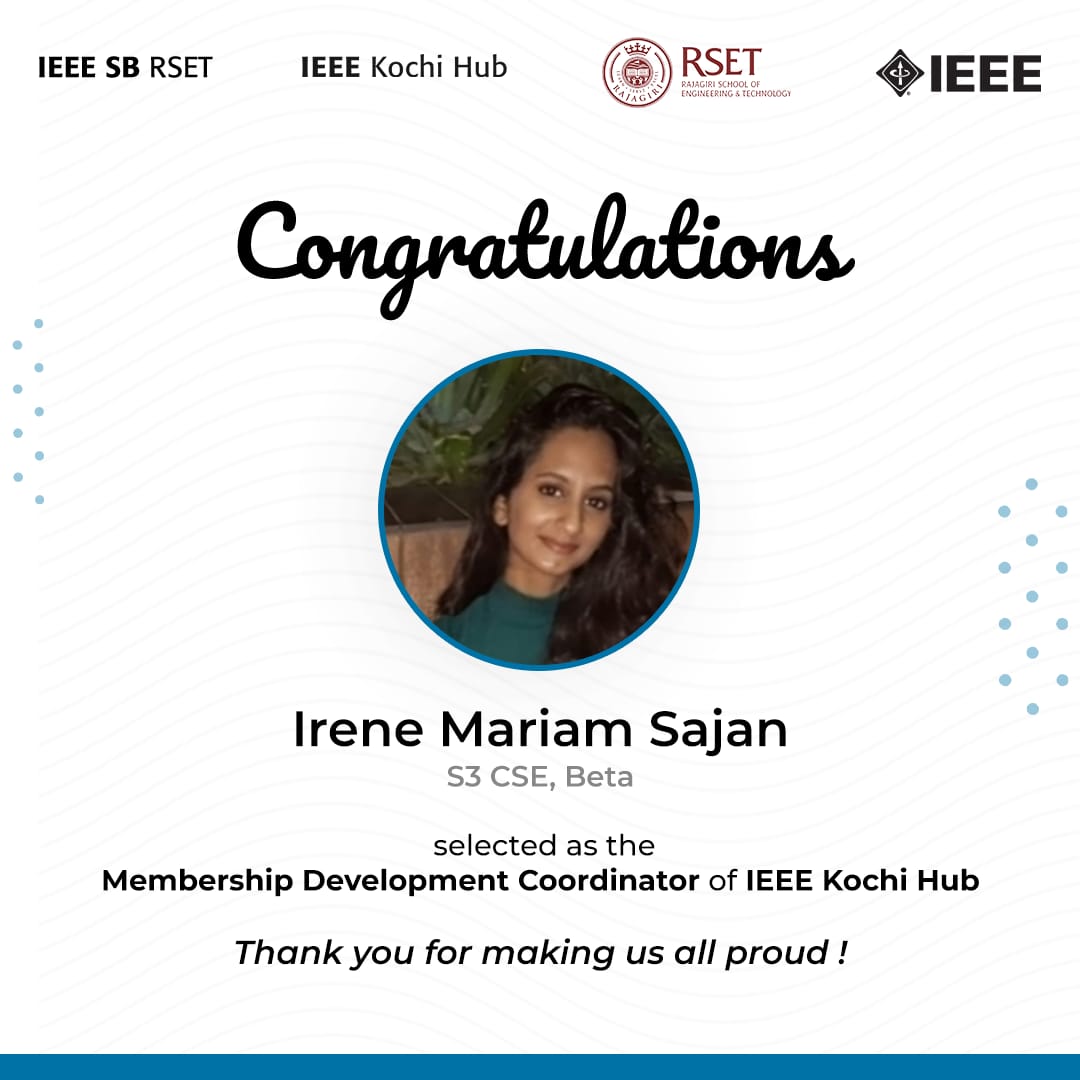 IEEE SB RSET
IEEE Kochi Hub
RSET
RAJAGIRI SCHOOL OF
ENGINEERING & TECHNOLOGY
RAJAGIRI
IEEE
Congratulations
Irene Mariam Sajan
S3 CSE, Beta
selected as the
Membership Development Coordinator of IEEE Kochi Hub
Thank you for making us all proud !